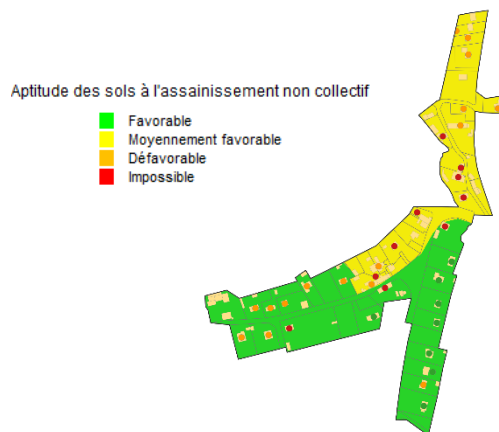 Aptitude des sols à l'assainissement non collectif
Favorable
Moyennement favorable
Défavorable
Impossible